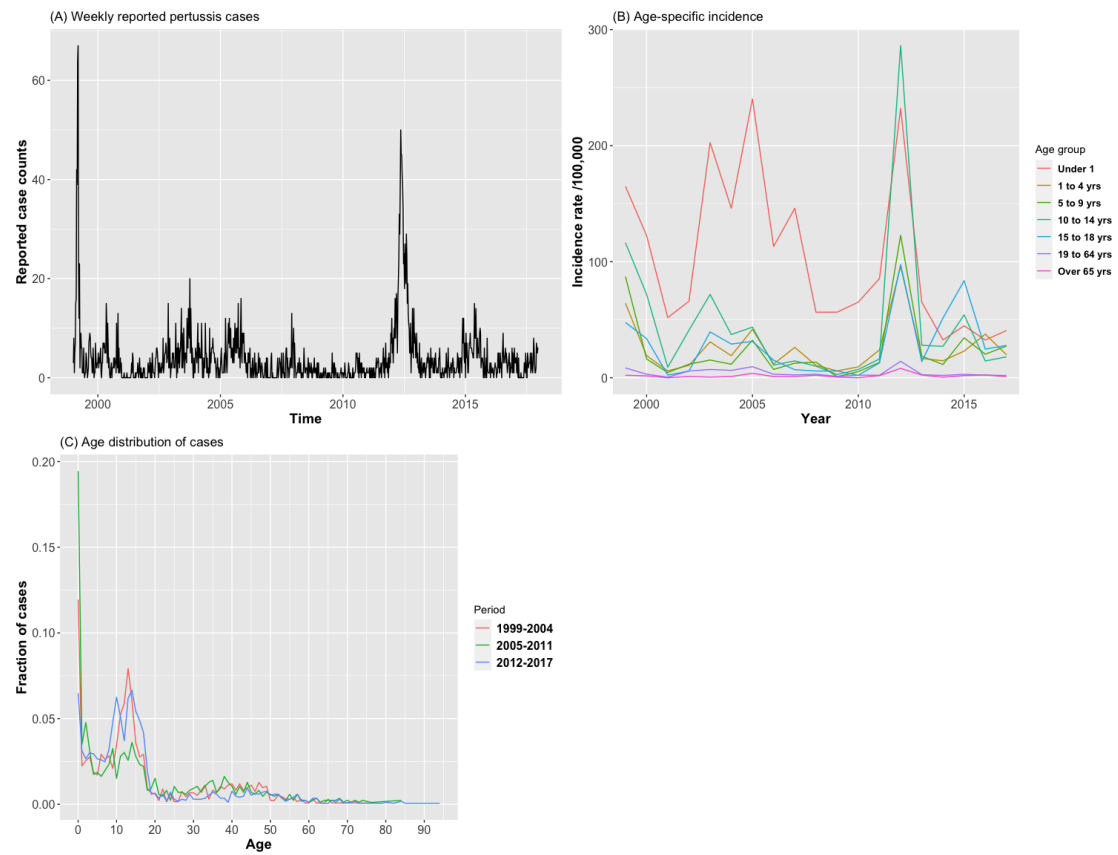 (A) Weekly reported pertussis cases
Reported case counts
60
40
20
0
2000
2005
2010
2015
Time
(B) Age-specific incidence
Incidence rate /100,000
300
200
100
0
2000
2005
2010
2015
Year
Age group
Under 1
1 to 4 yrs
5 to 9 yrs
10 to 14 yrs
15 to 18 yrs
19 to 64 yrs
Over 65 yrs
(C) Age distribution of cases
Fraction of cases
0.20
0.15
0.10
0.05
0.00
0
10
20
30
40
50
60
70
80
90
Age
Period
1999-2004
2005-2011
2012-2017